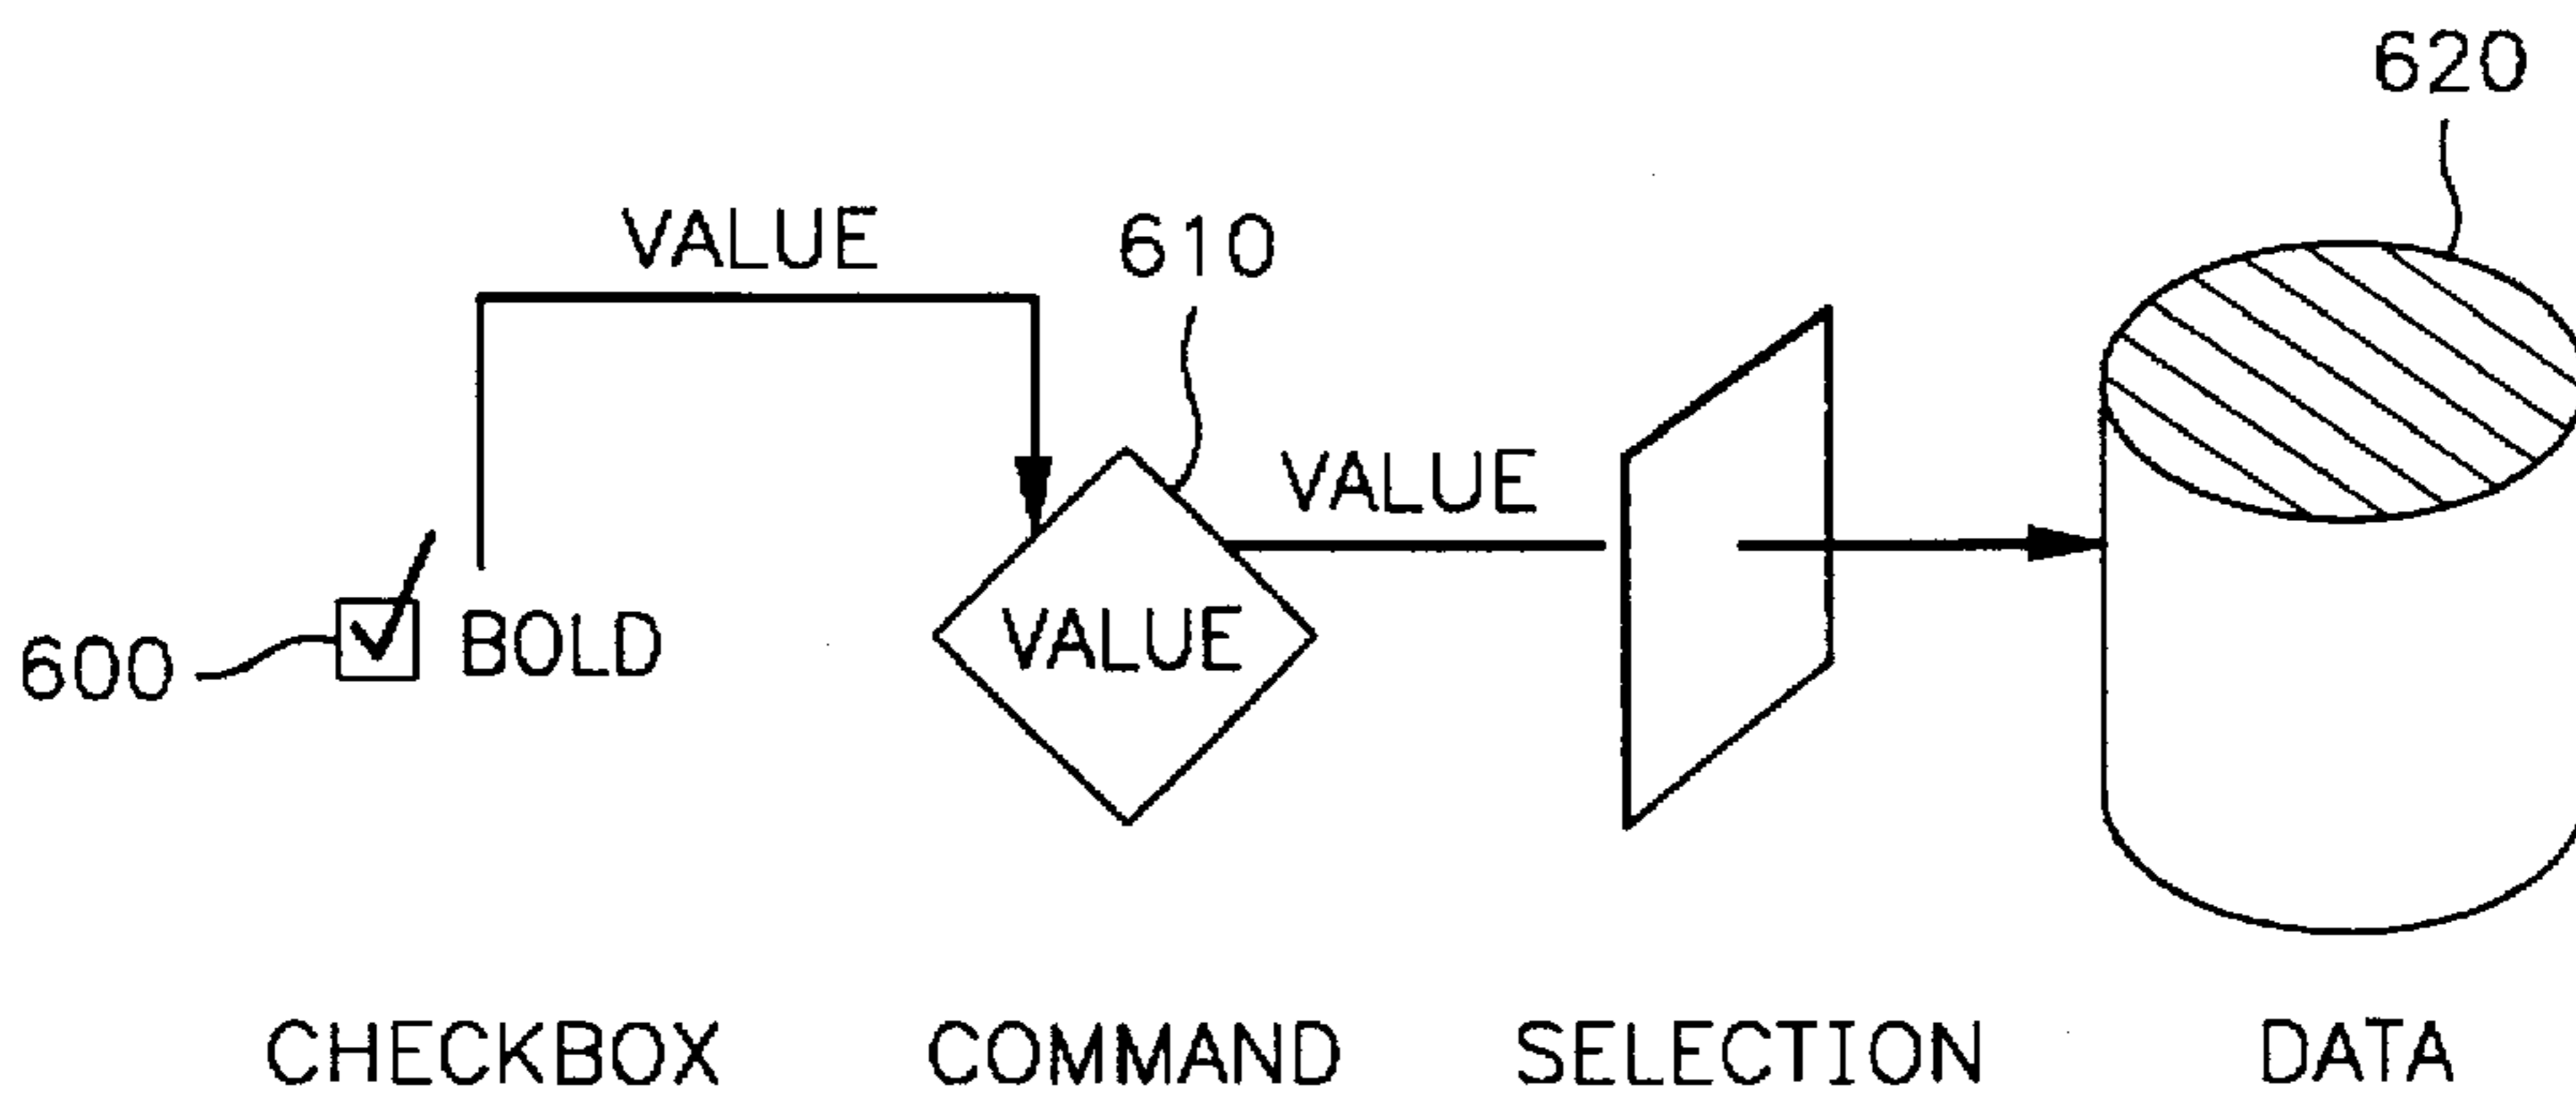 620
VALUE
610
VALUE
VALUE
600
BOLD
CHECKBOX
COMMAND
SELECTION
DATA